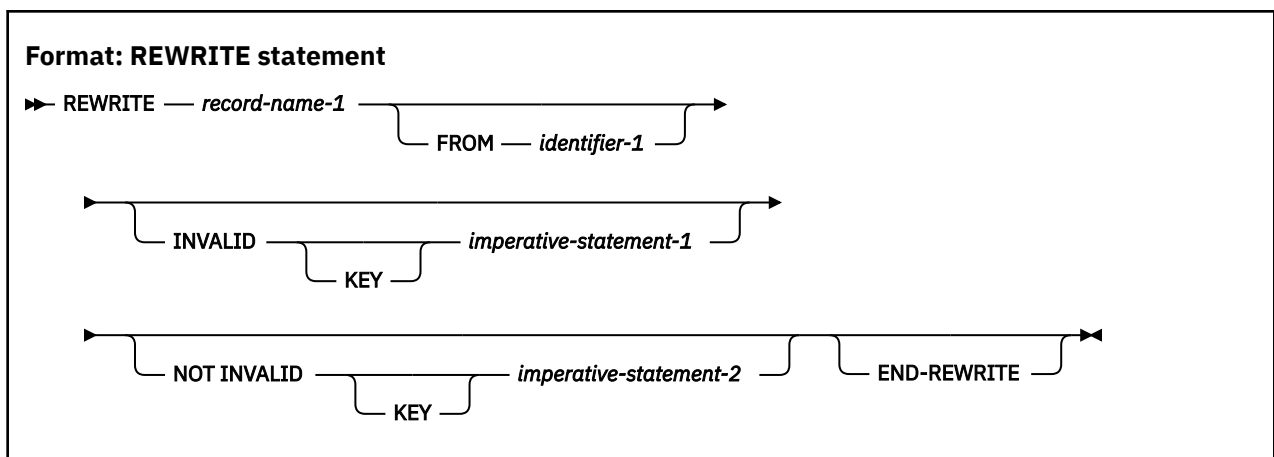 Format: REWRITE statement
REWRITE record-name-1
FROM identifier-1
INVALID imperative-statement-1
KEY
NOT INVALID imperative-statement-2 END-REWRITE
KEY